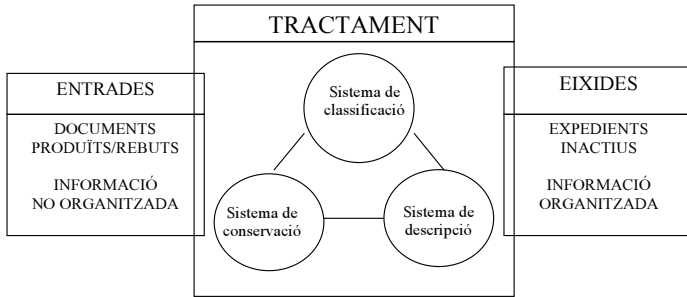 TRACTAMENT
ENTRADES
DOCUMENTS
PRODUÏTS/REBUTS
INFORMACIÓ
NO ORGANITZADA
Sistema de
classificació
Sistema de
conservació
Sistema de
descripció
EIXIDES
EXPEDIENTS
INACTIUS
INFORMACIÓ
ORGANITZADA